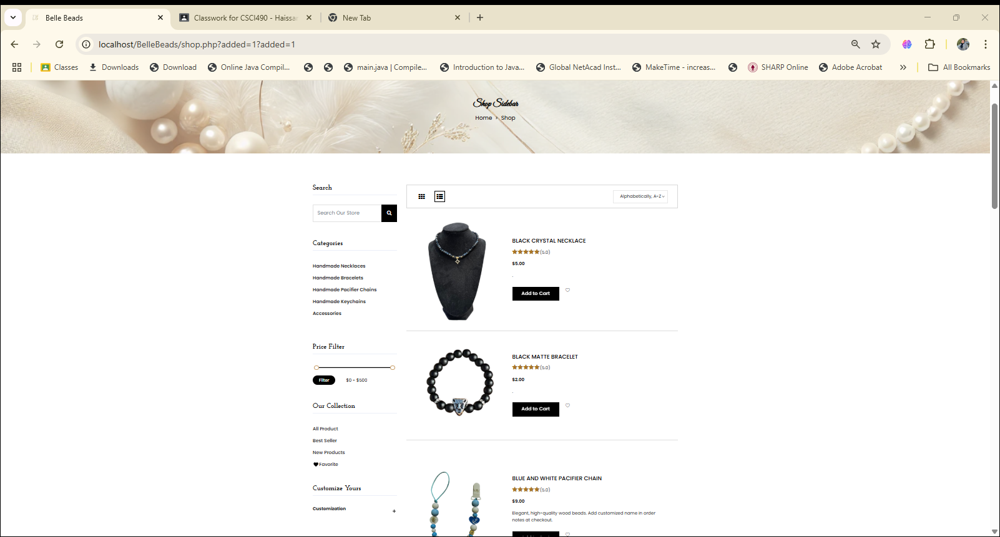 Belle Beads
Classwork for CSCI490 - Haissar
New Tab
localhost/BelleBeads/shop.php?added=1?added=1
Classes
Downloads
Download
Online Java Compil...
main.java | Compile...
Introduction to Java...
Global NetAcad Inst...
MakeTime - increas...
SHARP Online
Adobe Acrobat
All Bookmarks
Shop Sidebar
Home › Shop
Search
Search Our Store
Categories
Handmade Necklaces
Handmade Bracelets
Handmade Pacifier Chains
Handmade Keychains
Accessories
Price Filter
Filter
$0 - $500
Our Collection
All Product
Best Seller
New Products
Favorite
Customize Yours
Customization
+
Alphabetically, A-Z
BLACK CRYSTAL NECKLACE
(5.0)
$5.00
.
Add to Cart
BLACK MATTE BRACELET
(5.0)
$2.00
.
Add to Cart
BLUE AND WHITE PACIFIER CHAIN
(5.0)
$9.00
Elegant, high-quality wood beads. Add customized name in order
notes at checkout.